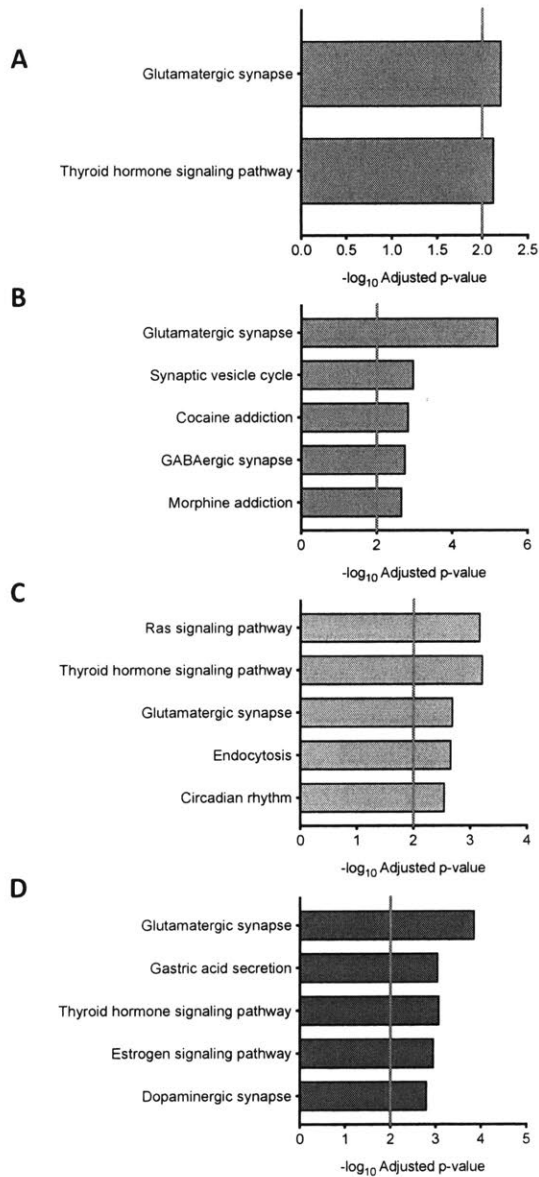 A
Glutamatergic synapse
Thyroid hormone signaling pathway
0.0 0.5 1.0 1.5 2.0 2.5
-log10 Adjusted p-value
B
Glutamatergic synapse
Synaptic vesicle cycle
Cocaine addiction
GABAergic synapse
Morphine addiction
0 2 4 6
-log10 Adjusted p-value
C
Ras signaling pathway
Thyroid hormone signaling pathway
Glutamatergic synapse
Endocytosis
Circadian rhythm
0 1 2 3 4
-log10 Adjusted p-value
D
Glutamatergic synapse
Gastric acid secretion
Thyroid hormone signaling pathway
Estrogen signaling pathway
Dopaminergic synapse
0 1 2 3 4 5
-log10 Adjusted p-value